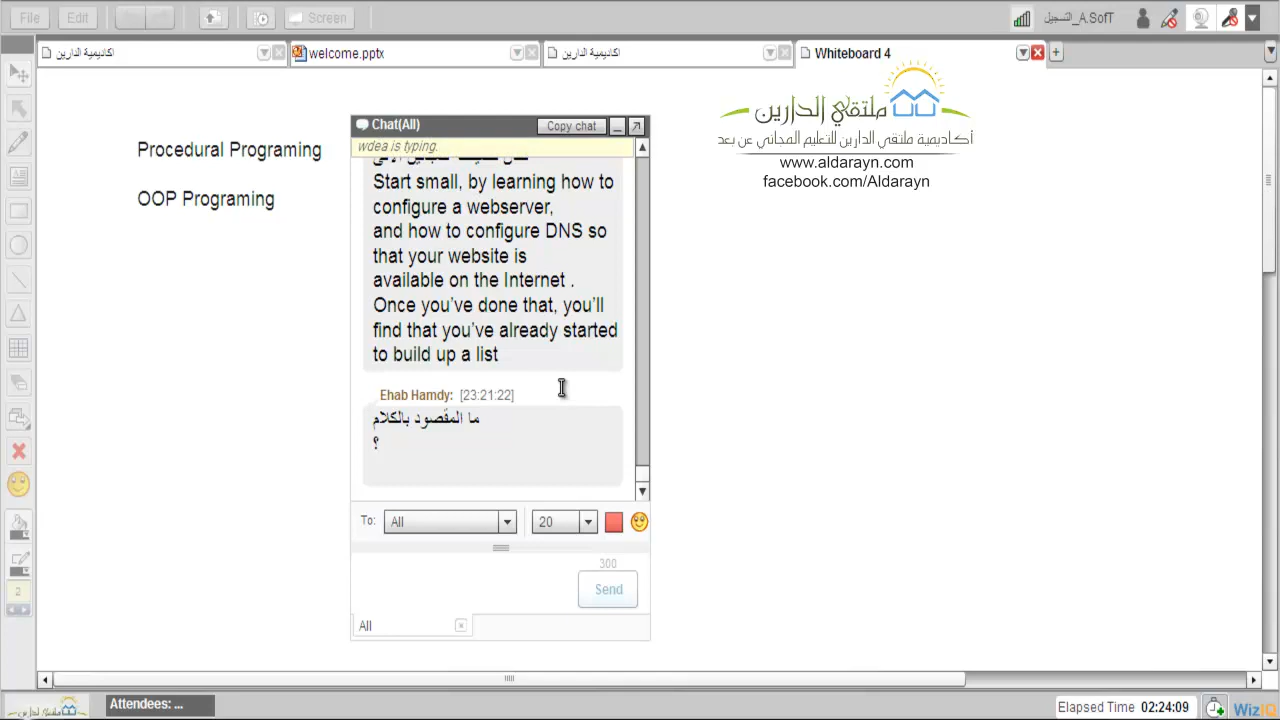 File
Edit
Screen
التسجيل_A.SofT
اكاديمية الدارين
welcome.pptx
اكاديمية الدارين
Whiteboard 4
ملتقى الدارين
أكاديمية ملتقي الدارين للتعليم المجاني عن بعد
www.aldarayn.com
facebook.com/Aldarayn
Procedural Programing
OOP Programing
Chat(All)
Copy chat
wdea is typing.
Start small, by learning how to
configure a webserver,
and how to configure DNS so
that your website is
available on the Internet .
Once you’ve done that, you’ll
find that you’ve already started
to build up a list
Ehab Hamdy: [23:21:22]
ما المقصود بالكلام
؟
To:
All
20
300
Send
All
2
Attendees: ...
Elapsed Time 02:24:09
WizIQ